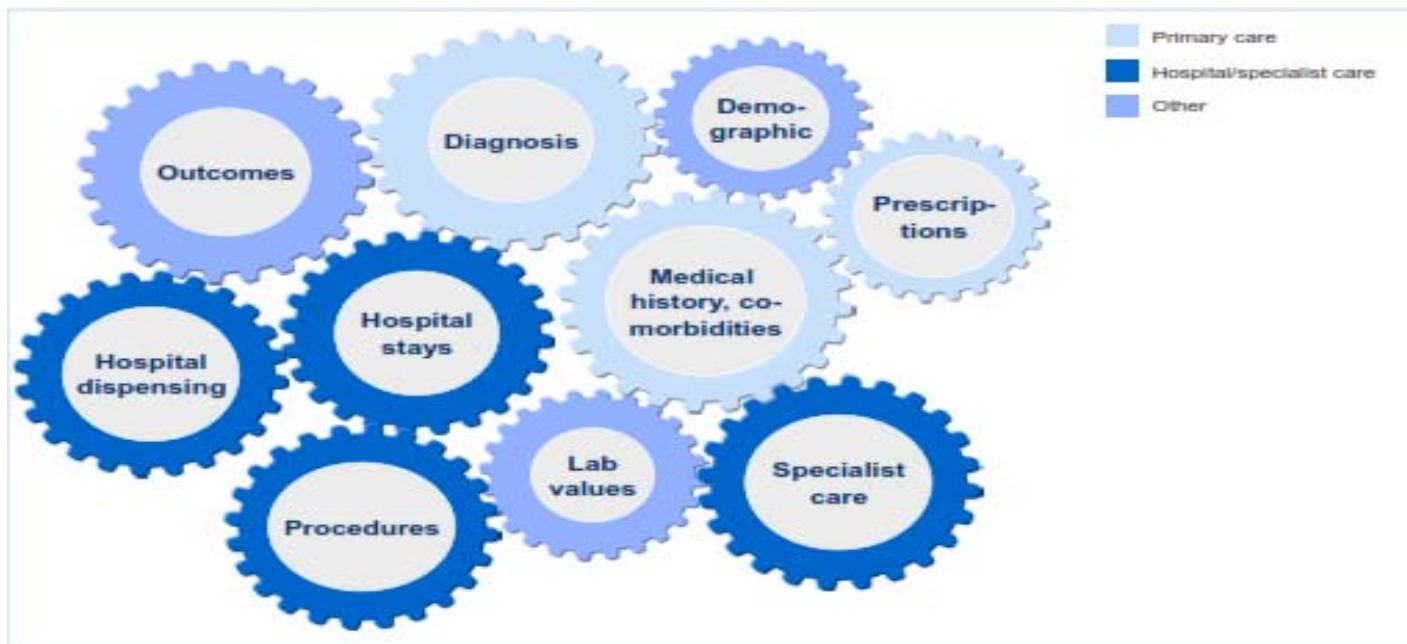 Primary care
Hospital/specialist care
Other
Outcomes
Diagnosis
Demo-
graphic
Prescrip-
tions
Medical
history, co-
morbidities
Hospital
stays
Hospital
dispensing
Lab
values
Specialist
care
Procedures